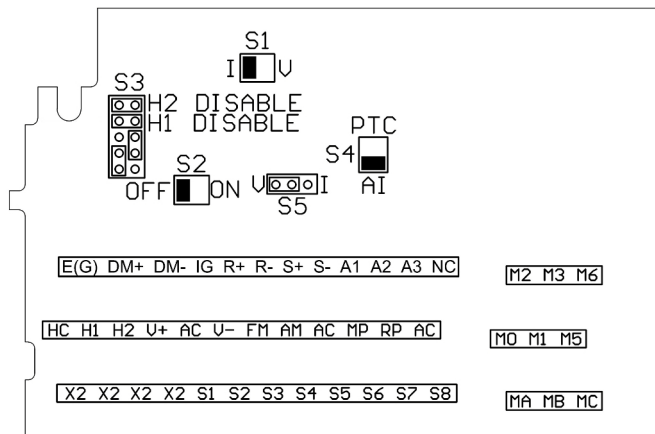 S1
I V
S3
H2 DISABLE
H1 DISABLE
PTC
S4
AI
S2
OFF ON
V I
S5
E(G) DM+ DM- IG R+ R- S+ S- A1 A2 A3 NC
M2 M3 M6
HC H1 H2 V+ AC V- FM AM AC MP RP AC
M0 M1 M5
X2 X2 X2 X2 S1 S2 S3 S4 S5 S6 S7 S8
MA MB MC